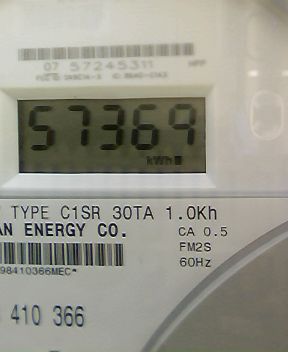 07 57245311
57369
kWh
TYPE C1SR 30TA 1.0Kh
AN ENERGY CO.
CA 0.5
FM2S
60Hz
98410366MEC*
410 366